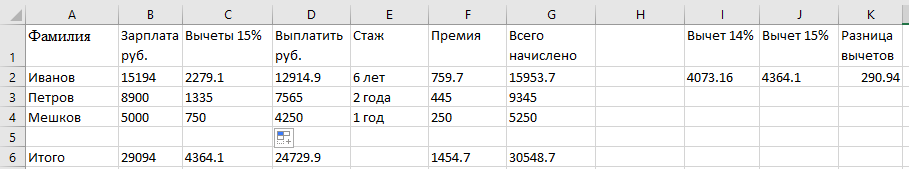 A B C D E F G H I J K
1 Фамилия Зарплата руб. Вычеты 15% Выплатить руб. Стаж Премия Всего начислено Вычет 14% Вычет 15% Разница вычетов
2 Иванов 15194 2279.1 12914.9 6 лет 759.7 15953.7 4073.16 4364.1 290.94
3 Петров 8900 1335 7565 2 года 445 9345
4 Мешков 5000 750 4250 1 год 250 5250
5
6 Итого 29094 4364.1 24729.9 1454.7 30548.7